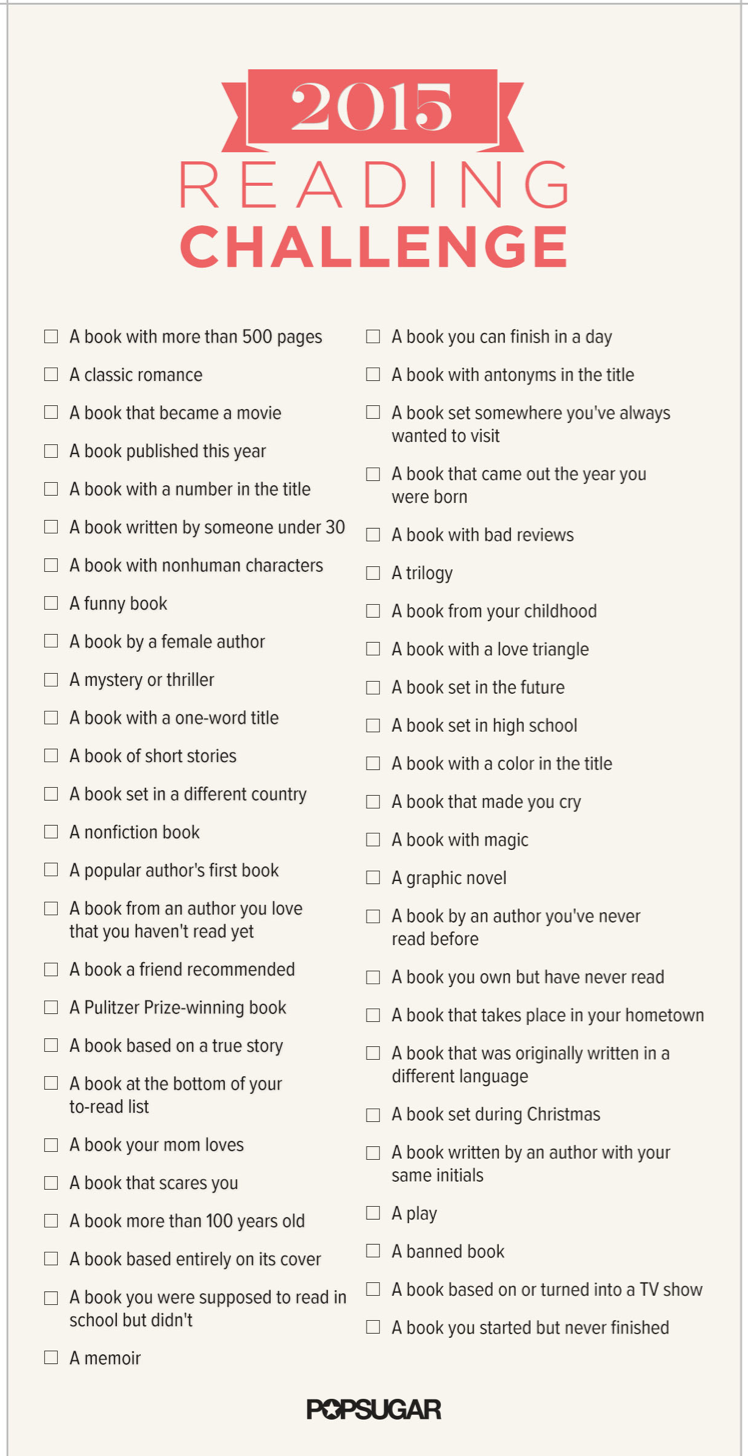 2015
READING
CHALLENGE
A book with more than 500 pages
A classic romance
A book that became a movie
A book published this year
A book with a number in the title
A book written by someone under 30
A book with nonhuman characters
A funny book
A book by a female author
A mystery or thriller
A book with a one-word title
A book of short stories
A book set in a different country
A nonfiction book
A popular author's first book
A book from an author you love
that you haven't read yet
A book a friend recommended
A Pulitzer Prize-winning book
A book based on a true story
A book at the bottom of your
to-read list
A book your mom loves
A book that scares you
A book more than 100 years old
A book based entirely on its cover
A book you were supposed to read in
school but didn't
A memoir
A book you can finish in a day
A book with antonyms in the title
A book set somewhere you've always
wanted to visit
A book that came out the year you
were born
A book with bad reviews
A trilogy
A book from your childhood
A book with a love triangle
A book set in the future
A book set in high school
A book with a color in the title
A book that made you cry
A book with magic
A graphic novel
A book by an author you've never
read before
A book you own but have never read
A book that takes place in your hometown
A book that was originally written in a
different language
A book set during Christmas
A book written by an author with your
same initials
A play
A banned book
A book based on or turned into a TV show
A book you started but never finished
POPSUGAR